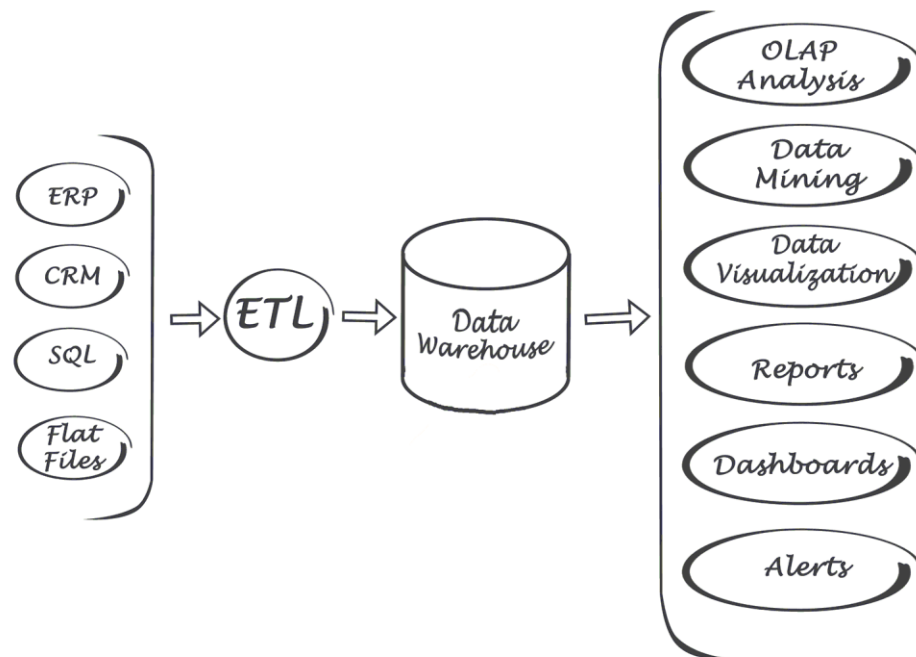 ERP
CRM
SQL
Flat
Files
ETL
Data
Warehouse
OLAP
Analysis
Data
Mining
Data
Visualization
Reports
Dashboards
Alerts